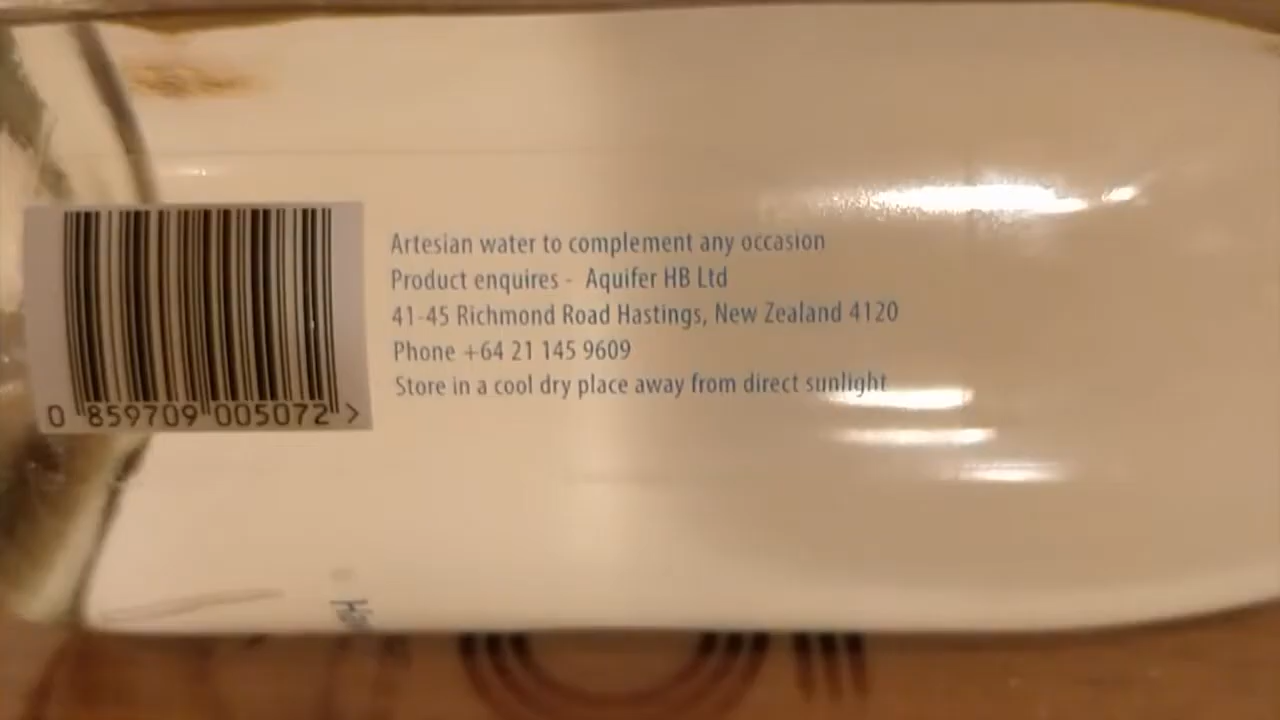 Artesian water to complement any occasion
Product enquires - Aquifer HB Ltd
41-45 Richmond Road Hastings, New Zealand 4120
Phone +64 21 145 9609
Store in a cool dry place away from direct sunlight
0 859709 005072 >